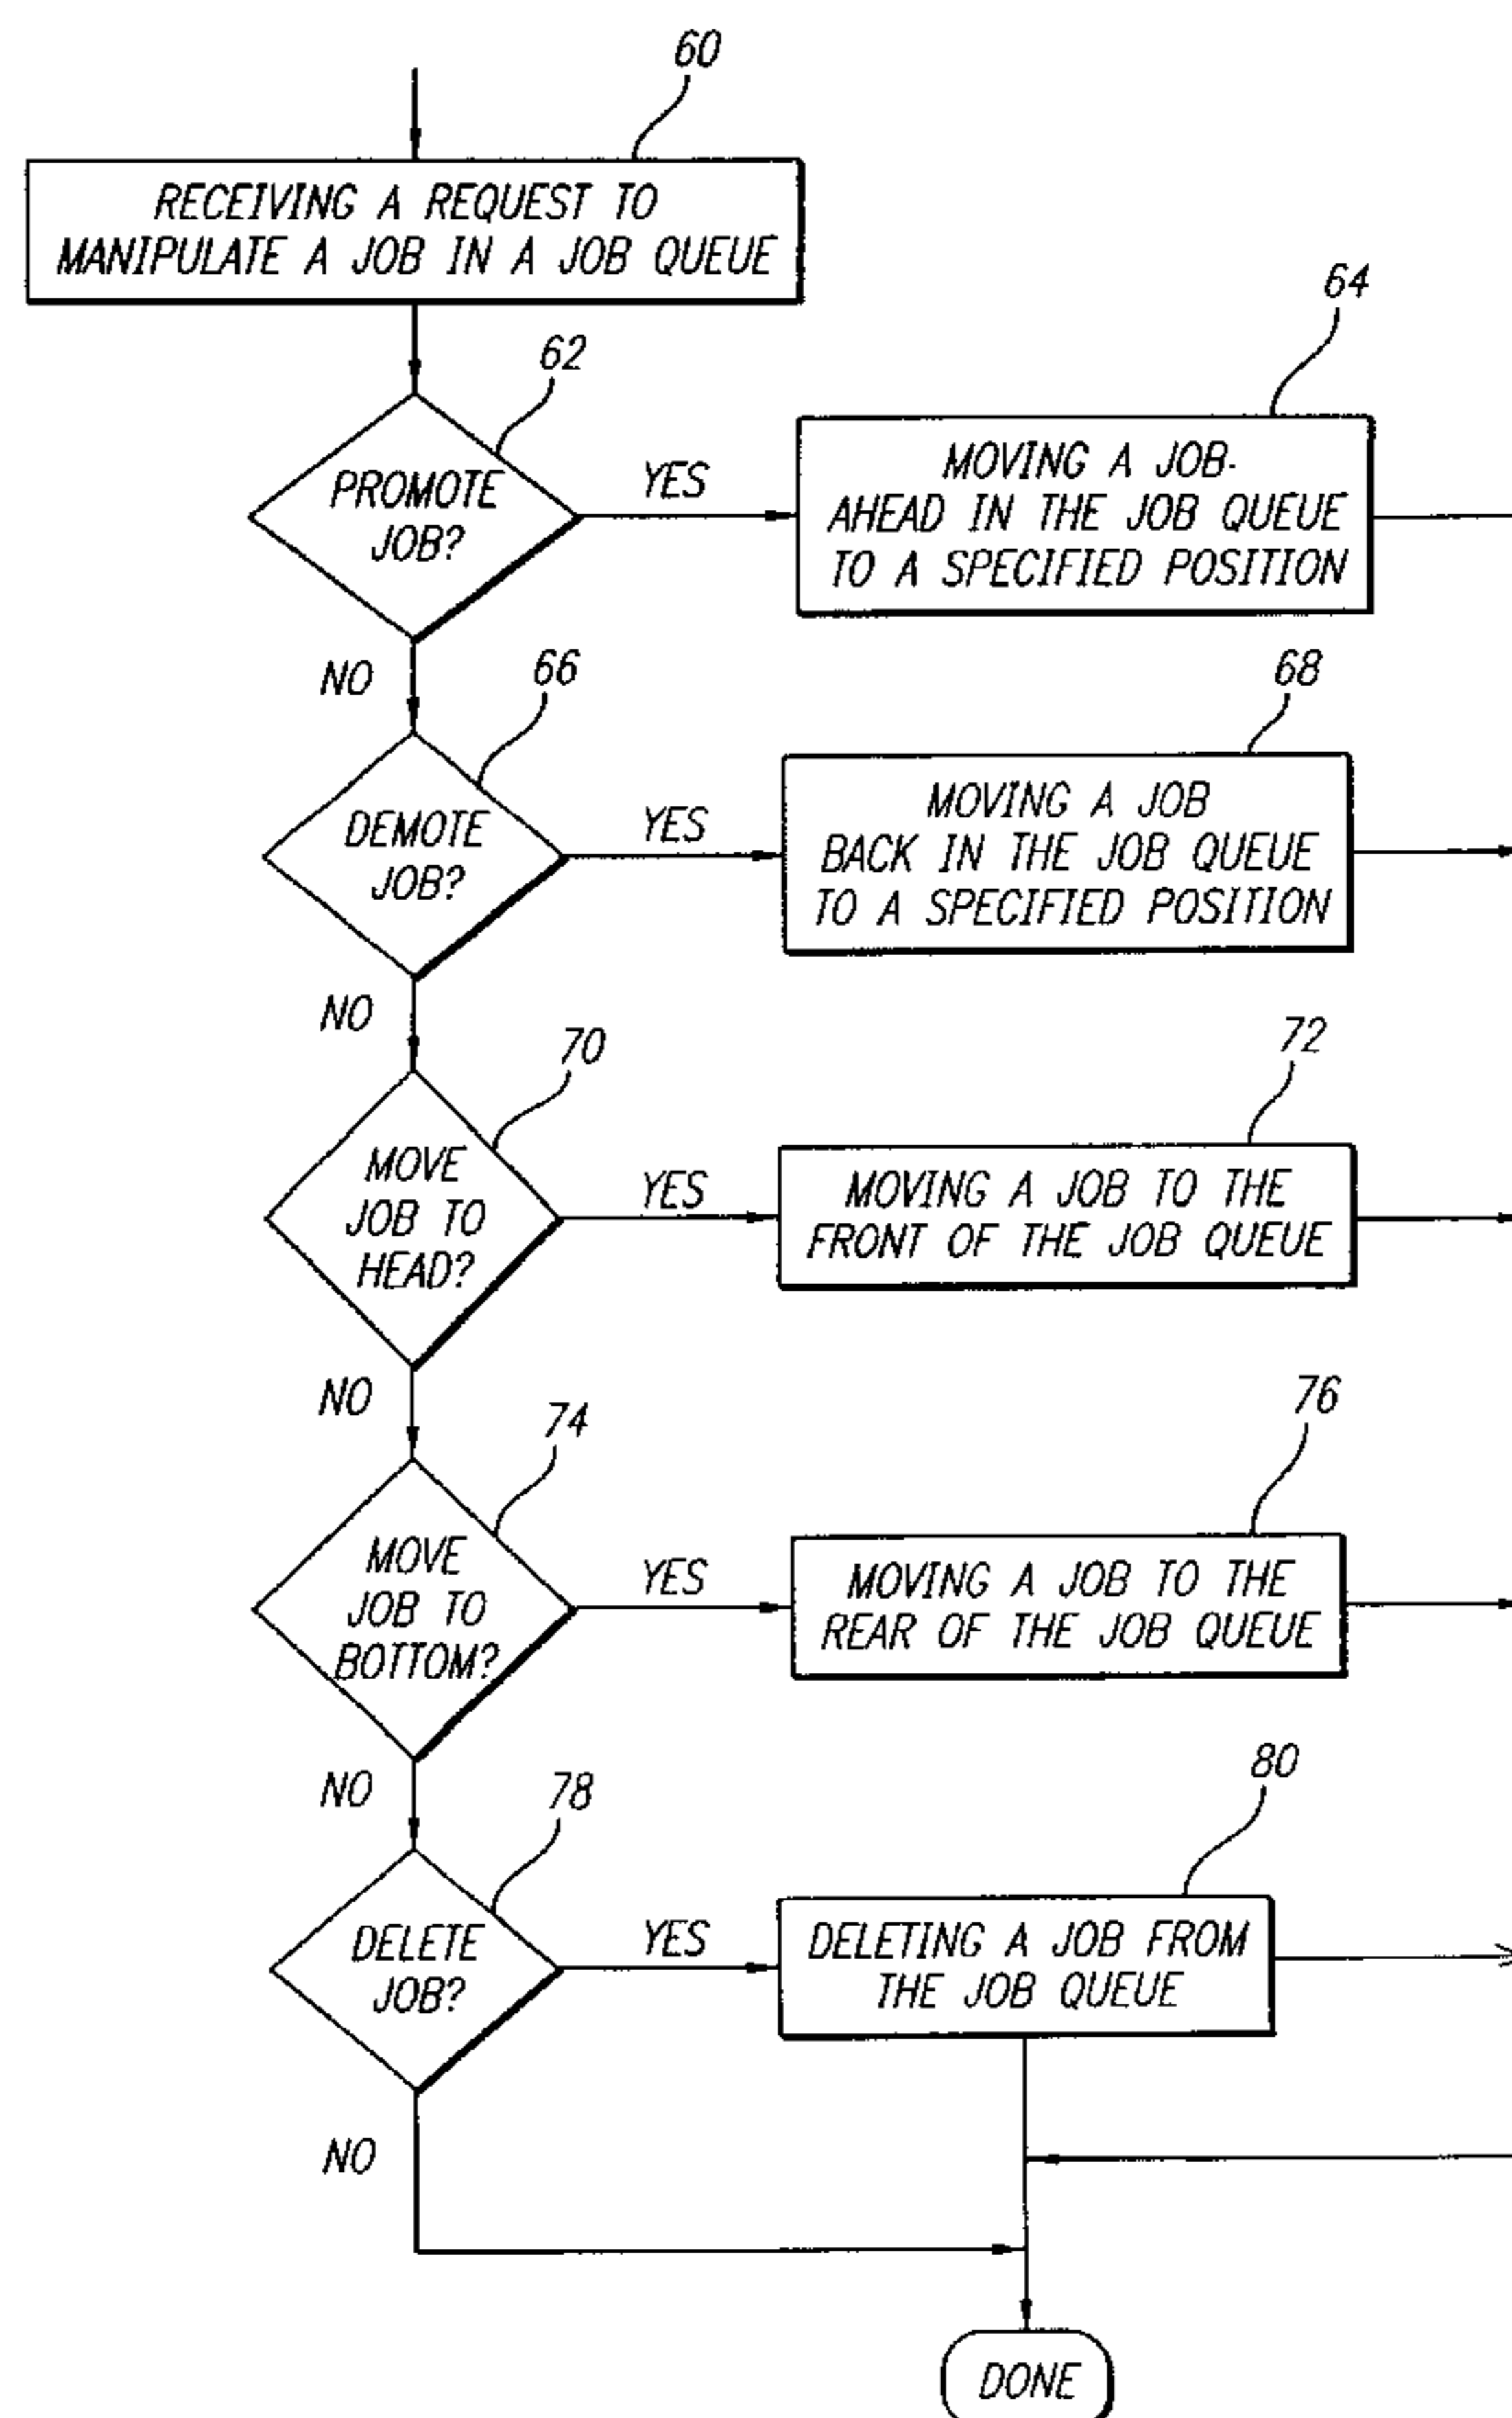 60
RECEIVING A REQUEST TO
MANIPULATE A JOB IN A JOB QUEUE
62
64
PROMOTE
JOB?
YES
MOVING A JOB-
AHEAD IN THE JOB QUEUE
TO A SPECIFIED POSITION
NO
66
68
DEMOTE
JOB?
YES
MOVING A JOB
BACK IN THE JOB QUEUE
TO A SPECIFIED POSITION
NO
70
72
MOVE
JOB TO
HEAD?
YES
MOVING A JOB TO THE
FRONT OF THE JOB QUEUE
NO
74
76
MOVE
JOB TO
BOTTOM?
YES
MOVING A JOB TO THE
REAR OF THE JOB QUEUE
NO
78
80
DELETE
JOB?
YES
DELETING A JOB FROM
THE JOB QUEUE
NO
DONE